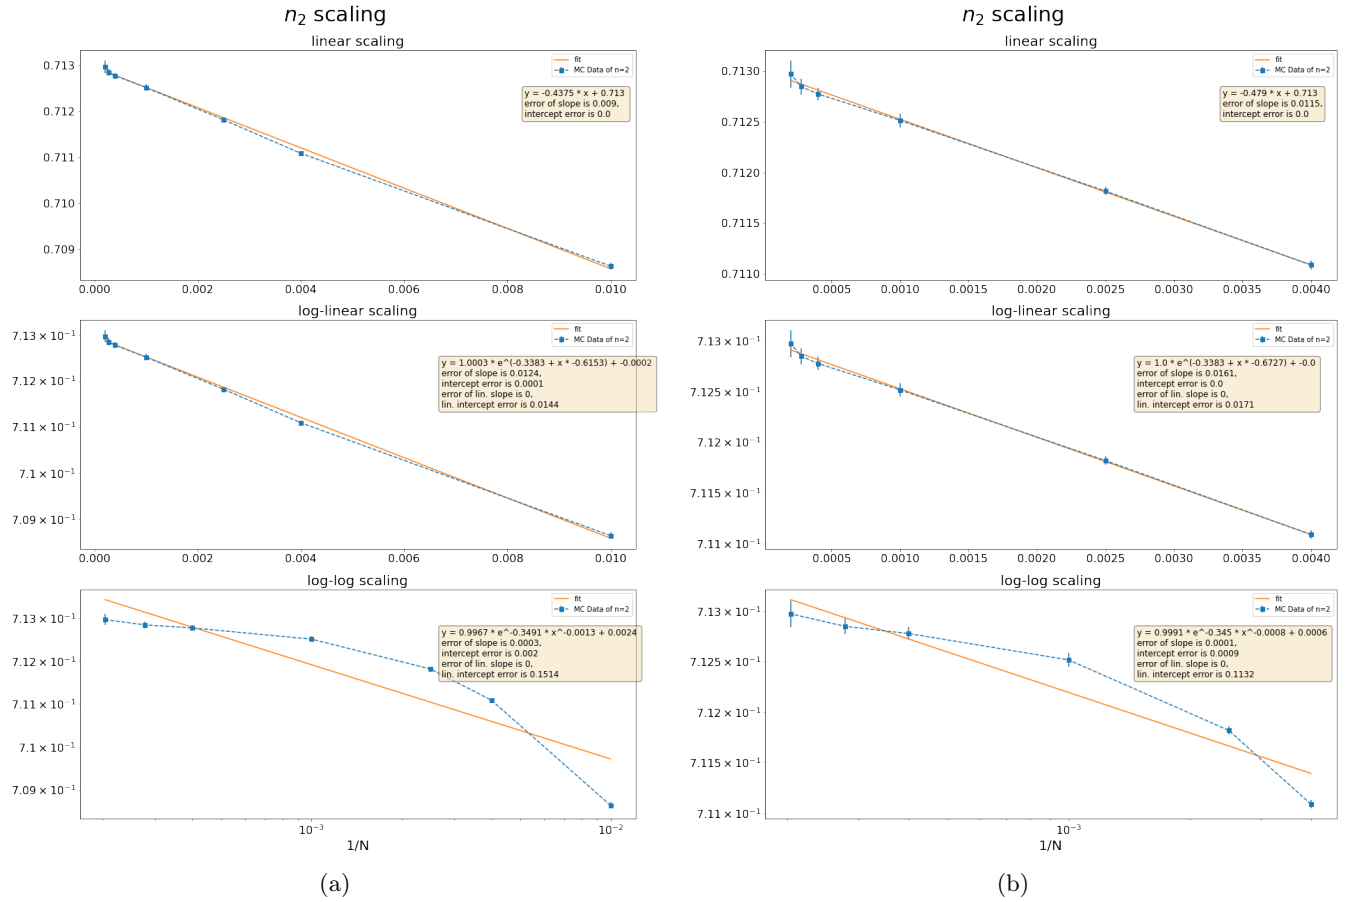 n₂ scaling
linear scaling
0.713
0.712
0.711
0.710
0.709
0.000 0.002 0.004 0.006 0.008 0.010
fit
MC Data of n=2
y = -0.4375 * x + 0.713
error of slope is 0.009,
intercept error is 0.0
log-linear scaling
7.13 × 10⁻¹
7.12 × 10⁻¹
7.11 × 10⁻¹
7.1 × 10⁻¹
7.09 × 10⁻¹
0.000 0.002 0.004 0.006 0.008 0.010
fit
MC Data of n=2
y = 1.0003 * e^(-0.3383 + x * -0.6153) + -0.0002
error of slope is 0.0124,
intercept error is 0.0001
error of lin. slope is 0,
lin. intercept error is 0.0144
log-log scaling
7.13 × 10⁻¹
7.12 × 10⁻¹
7.11 × 10⁻¹
7.1 × 10⁻¹
7.09 × 10⁻¹
10⁻³ 10⁻²
1/N
fit
MC Data of n=2
y = 0.9967 * e^-0.3491 * x^-0.0013 + 0.0024
error of slope is 0.0003,
intercept error is 0.002
error of lin. slope is 0,
lin. intercept error is 0.1514
(a)
n₂ scaling
linear scaling
0.7130
0.7125
0.7120
0.7115
0.7110
0.0005 0.0010 0.0015 0.0020 0.0025 0.0030 0.0035 0.0040
fit
MC Data of n=2
y = -0.479 * x + 0.713
error of slope is 0.0115,
intercept error is 0.0
log-linear scaling
7.13 × 10⁻¹
7.125 × 10⁻¹
7.12 × 10⁻¹
7.115 × 10⁻¹
7.11 × 10⁻¹
0.0005 0.0010 0.0015 0.0020 0.0025 0.0030 0.0035 0.0040
fit
MC Data of n=2
y = 1.0 * e^(-0.3383 + x * -0.6727) + -0.0
error of slope is 0.0161,
intercept error is 0.0
error of lin. slope is 0,
lin. intercept error is 0.0171
log-log scaling
7.13 × 10⁻¹
7.125 × 10⁻¹
7.12 × 10⁻¹
7.115 × 10⁻¹
7.11 × 10⁻¹
10⁻³
1/N
fit
MC Data of n=2
y = 0.9991 * e^-0.345 * x^-0.0008 + 0.0006
error of slope is 0.0001,
intercept error is 0.0009
error of lin. slope is 0,
lin. intercept error is 0.1132
(b)